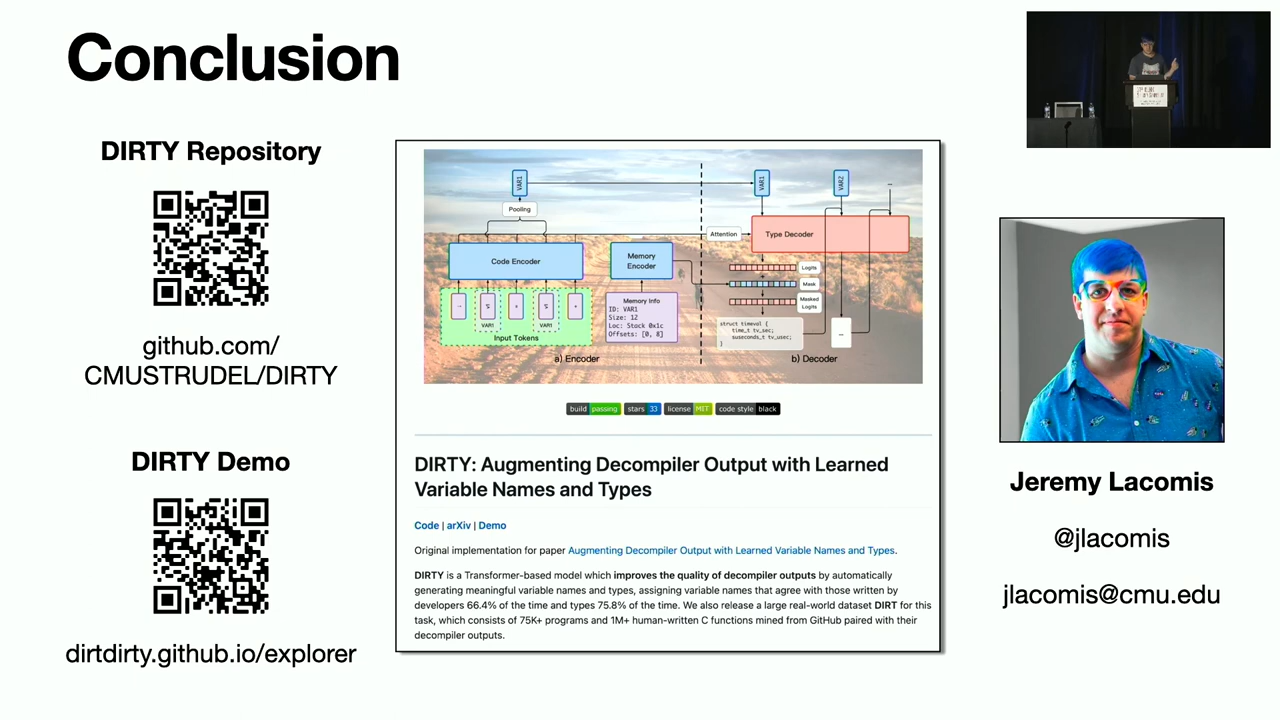 Conclusion
DIRTY Repository
github.com/
CMUSTRUDEL/DIRTY
DIRTY Demo
dirtdirty.github.io/explorer
VAR1
VAR1
VAR2
Pooling
Attention
Type Decoder
Code Encoder
Memory
Encoder
Logits
Mask
Masked
Logits
VAR1
VAR1
Input Tokens
Memory Info
ID: VAR1
Size: 12
Loc: Stack 0x1c
Offsets: [0, 8]
struct timeval {
time_t tv_sec;
suseconds_t tv_usec;
}
a) Encoder
b) Decoder
build passing stars 33 license MIT code style black
DIRTY: Augmenting Decompiler Output with Learned
Variable Names and Types
Code | arXiv | Demo
Original implementation for paper Augmenting Decompiler Output with Learned Variable Names and Types.
DIRTY is a Transformer-based model which improves the quality of decompiler outputs by automatically
generating meaningful variable names and types, assigning variable names that agree with those written by
developers 66.4% of the time and types 75.8% of the time. We also release a large real-world dataset DIRT for this
task, which consists of 75K+ programs and 1M+ human-written C functions mined from GitHub paired with their
decompiler outputs.
Jeremy Lacomis
@jlacomis
jlacomis@cmu.edu